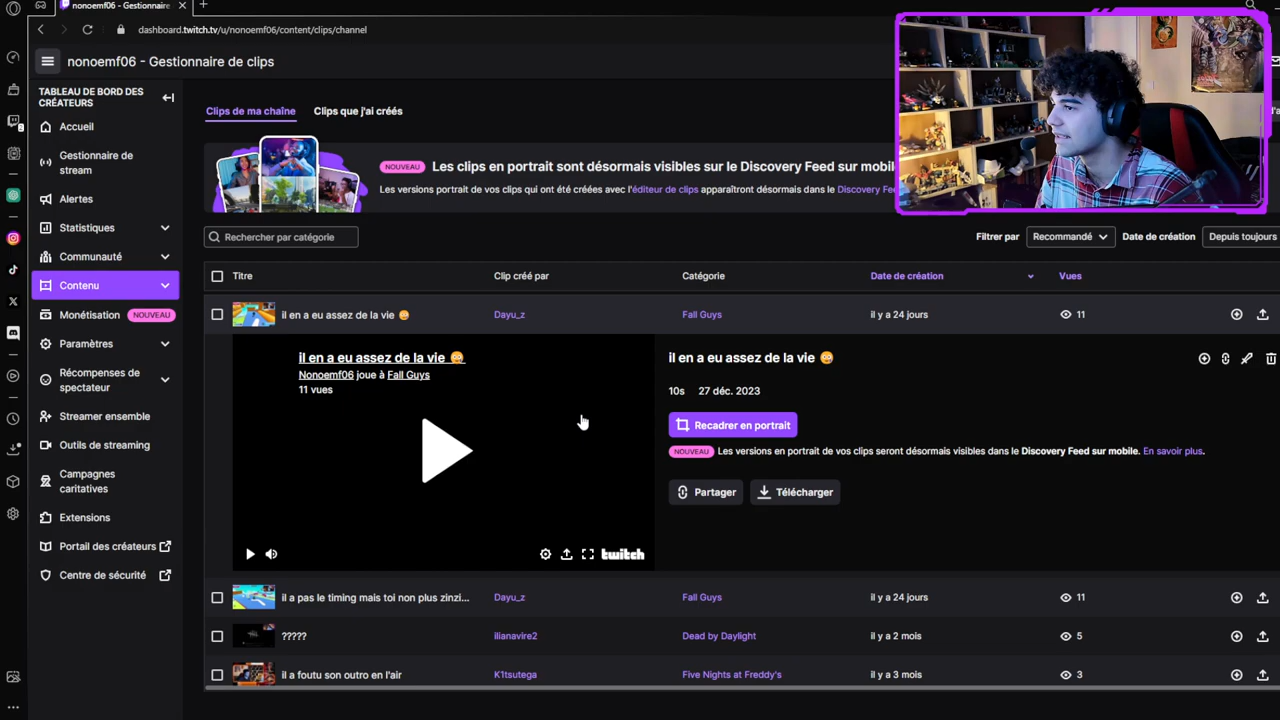 nonoemf06 - Gestionnaire
dashboard.twitch.tv/u/nonoemf06/content/clips/channel
nonoemf06 - Gestionnaire de clips
TABLEAU DE BORD DES
CRÉATEURS
Accueil
Gestionnaire de
stream
Alertes
Statistiques
Communauté
Contenu
Monétisation NOUVEAU
Paramètres
Récompenses de
spectateur
Streamer ensemble
Outils de streaming
Campagnes
caritatives
Extensions
Portail des créateurs
Centre de sécurité
Clips de ma chaîne Clips que j'ai créés
NOUVEAU Les clips en portrait sont désormais visibles sur le Discovery Feed sur mobile
Les versions portrait de vos clips qui ont été créées avec l'éditeur de clips apparaîtront désormais dans le Discovery Fe
Rechercher par catégorie
Filtrer par Recommandé Date de création Depuis toujours
Titre Clip créé par Catégorie Date de création Vues
il en a eu assez de la vie 😳 Dayu_z Fall Guys il y a 24 jours 11
il en a eu assez de la vie 😳
Nonoemf06 joue à Fall Guys
11 vues
twitch
il en a eu assez de la vie 😳
10s 27 déc. 2023
Recadrer en portrait
NOUVEAU Les versions en portrait de vos clips seront désormais visibles dans le Discovery Feed sur mobile. En savoir plus.
Partager Télécharger
il a pas le timing mais toi non plus zinzi... Dayu_z Fall Guys il y a 24 jours 11
????? ilianavire2 Dead by Daylight il y a 2 mois 5
il a foutu son outro en l'air K1tsutega Five Nights at Freddy's il y a 3 mois 3